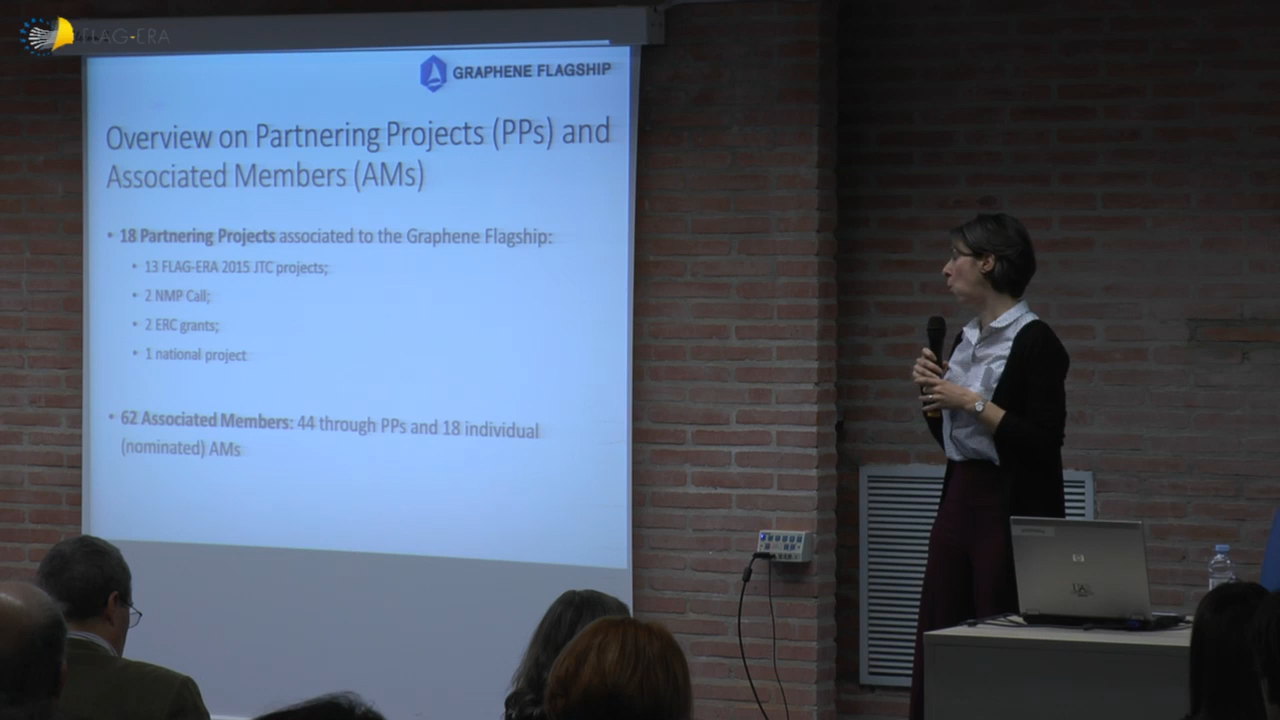 FLAG-ERA
GRAPHENE FLAGSHIP
Overview on Partnering Projects (PPs) and
Associated Members (AMs)
• 18 Partnering Projects associated to the Graphene Flagship:
• 13 FLAG-ERA 2015 JTC projects;
• 2 NMP Call;
• 2 ERC grants;
• 1 national project
• 62 Associated Members: 44 through PPs and 18 individual
(nominated) AMs
hp